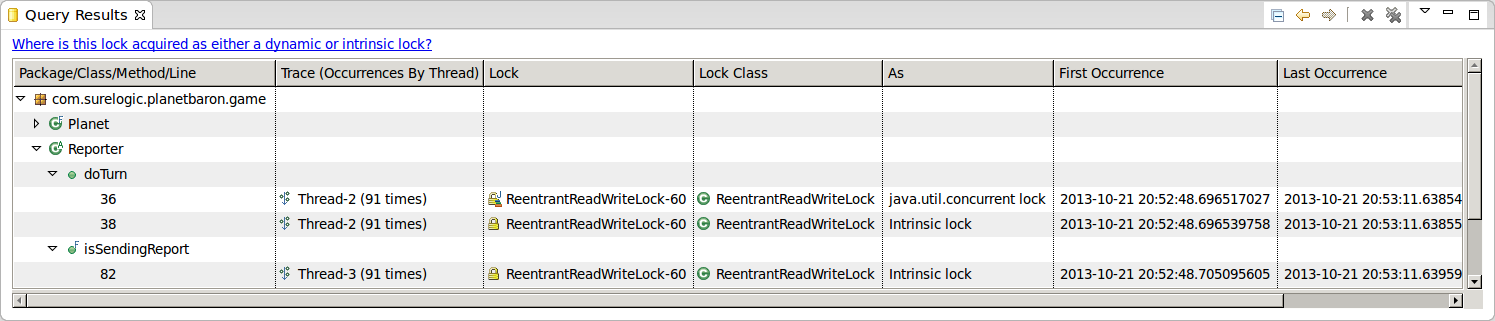 Query Results
Where is this lock acquired as either a dynamic or intrinsic lock?
Package/Class/Method/Line Trace (Occurrences By Thread) Lock Lock Class As First Occurrence Last Occurrence
com.surelogic.planetbaron.game
Planet
Reporter
doTurn
36 Thread-2 (91 times) ReentrantReadWriteLock-60 ReentrantReadWriteLock java.util.concurrent lock 2013-10-21 20:52:48.696517027 2013-10-21 20:53:11.63854
38 Thread-2 (91 times) ReentrantReadWriteLock-60 ReentrantReadWriteLock Intrinsic lock 2013-10-21 20:52:48.696539758 2013-10-21 20:53:11.63855
isSendingReport
82 Thread-3 (91 times) ReentrantReadWriteLock-60 ReentrantReadWriteLock Intrinsic lock 2013-10-21 20:52:48.705095605 2013-10-21 20:53:11.63959